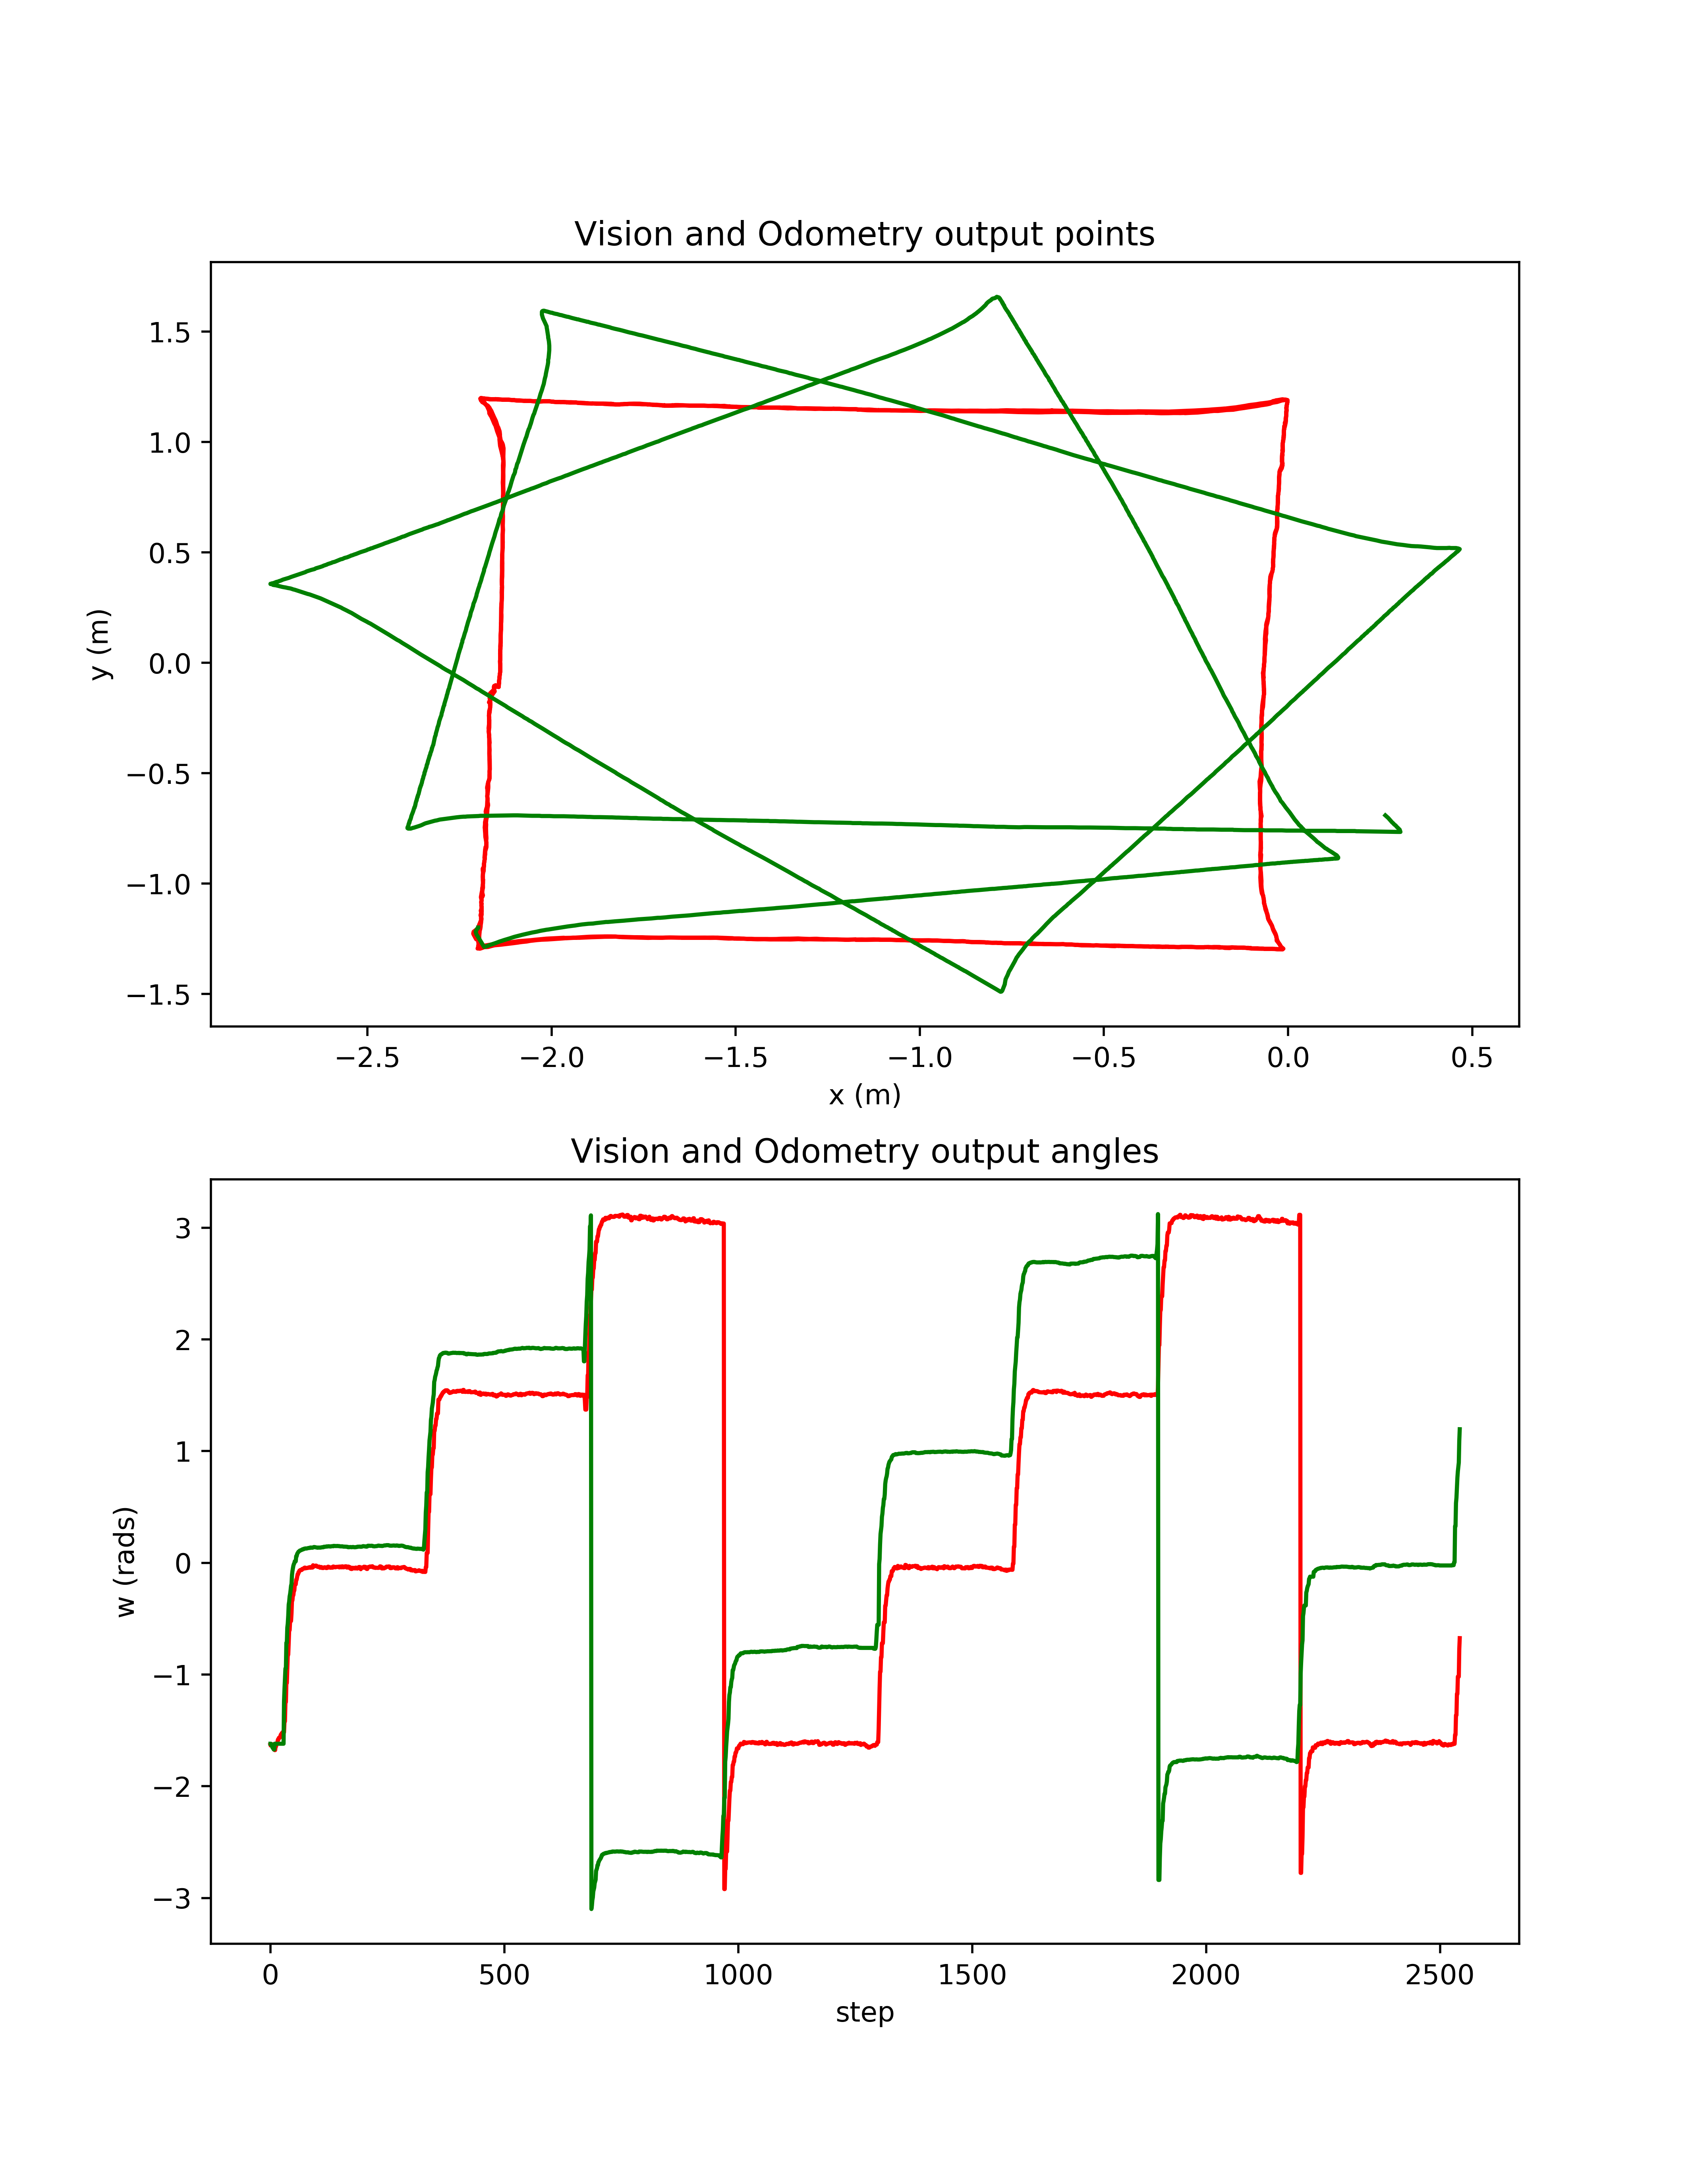 Vision and Odometry output points
1.5
1.0
0.5
0.0
−0.5
−1.0
−1.5
y (m)
−2.5 −2.0 −1.5 −1.0 −0.5 0.0 0.5
x (m)
Vision and Odometry output angles
3
2
1
0
−1
−2
−3
w (rads)
0 500 1000 1500 2000 2500
step